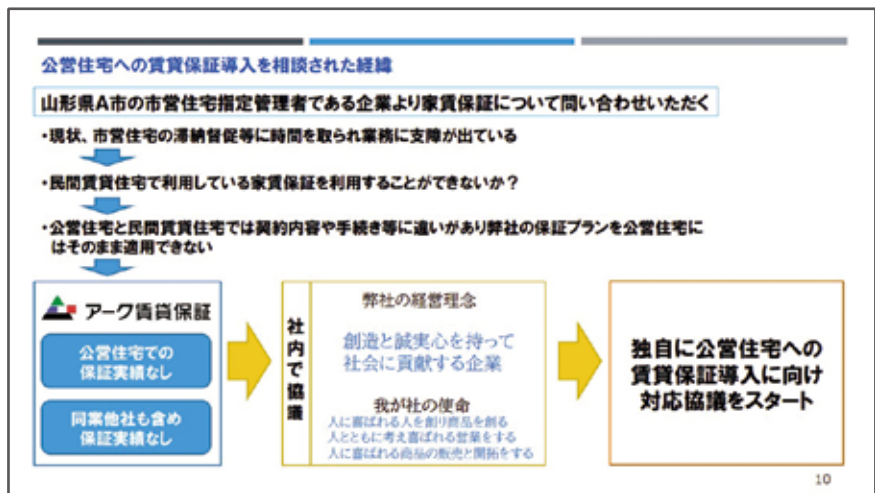 公営住宅への賃貸保証導入を相談された経緯
山形県A市の市営住宅指定管理者である企業より家賃保証について問い合わせいただく
・現状、市営住宅の滞納督促等に時間を取られ業務に支障が出ている
・民間賃貸住宅で利用している家賃保証を利用することができないか？
・公営住宅と民間賃貸住宅では契約内容や手続き等に違いがあり弊社の保証プランを公営住宅に
はそのまま適用できない
アーク賃貸保証
公営住宅での
保証実績なし
同業他社も含め
保証実績なし
社内で協議
弊社の経営理念
創造と誠実心を持って
社会に貢献する企業
我が社の使命
人に喜ばれる人を創り商品を創る
人とともに考え喜ばれる営業をする
人に喜ばれる商品の販売と開拓をする
独自に公営住宅への
賃貸保証導入に向け
対応協議をスタート
10